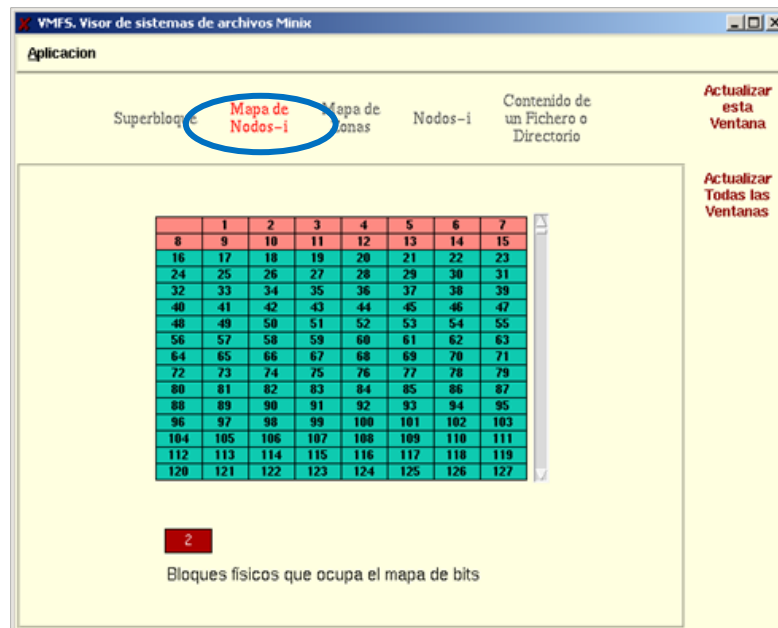 VMFS. Visor de sistemas de archivos Minix
Aplicacion
Superbloque
Mapa de
Nodos-i
Mapa de
Zonas
Nodos-i
Contenido de
un Fichero o
Directorio
Actualizar
esta
Ventana
Actualizar
Todas las
Ventanas
1 2 3 4 5 6 7
8 9 10 11 12 13 14 15
16 17 18 19 20 21 22 23
24 25 26 27 28 29 30 31
32 33 34 35 36 37 38 39
40 41 42 43 44 45 46 47
48 49 50 51 52 53 54 55
56 57 58 59 60 61 62 63
64 65 66 67 68 69 70 71
72 73 74 75 76 77 78 79
80 81 82 83 84 85 86 87
88 89 90 91 92 93 94 95
96 97 98 99 100 101 102 103
104 105 106 107 108 109 110 111
112 113 114 115 116 117 118 119
120 121 122 123 124 125 126 127
2
Bloques físicos que ocupa el mapa de bits